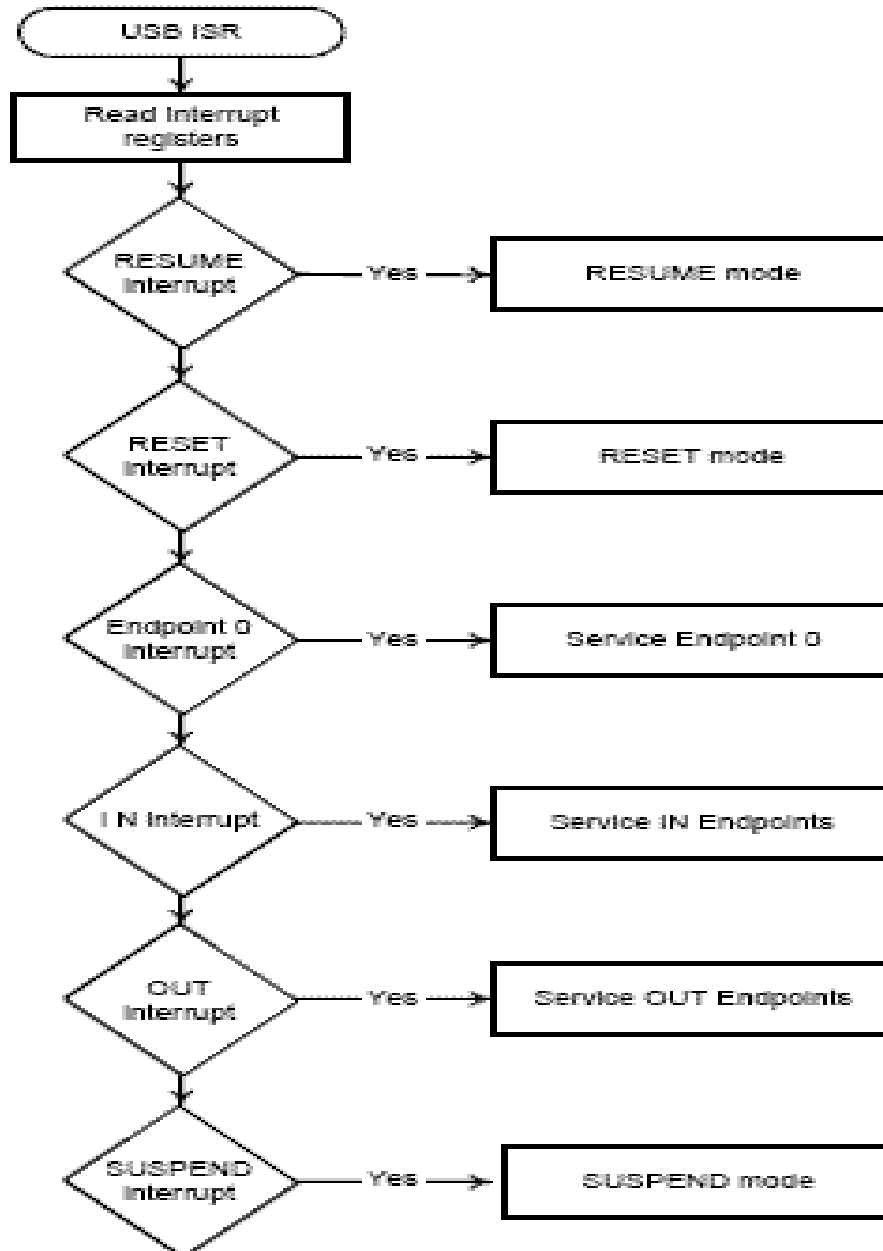 USB ISR
Read Interrupt
registers
RESUME
Interrupt
Yes
RESUME mode
RESET
Interrupt
Yes
RESET mode
Endpoint 0
Interrupt
Yes
Service Endpoint 0
IN Interrupt
Yes
Service IN Endpoints
OUT
Interrupt
Yes
Service OUT Endpoints
SUSPEND
Interrupt
Yes
SUSPEND mode